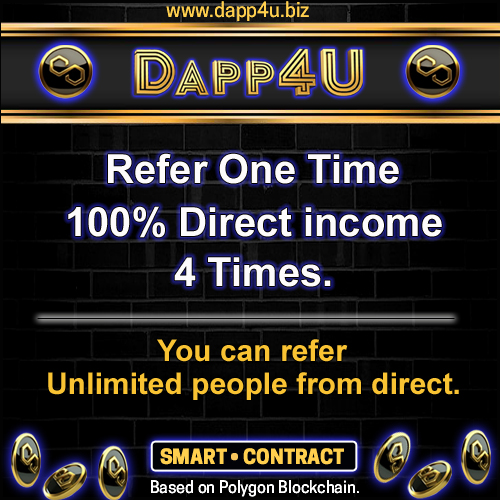 www.dapp4u.biz
DAPP4U
Refer One Time
100% Direct income
4 Times.
You can refer
Unlimited people from direct.
SMART • CONTRACT
Based on Polygon Blockchain.